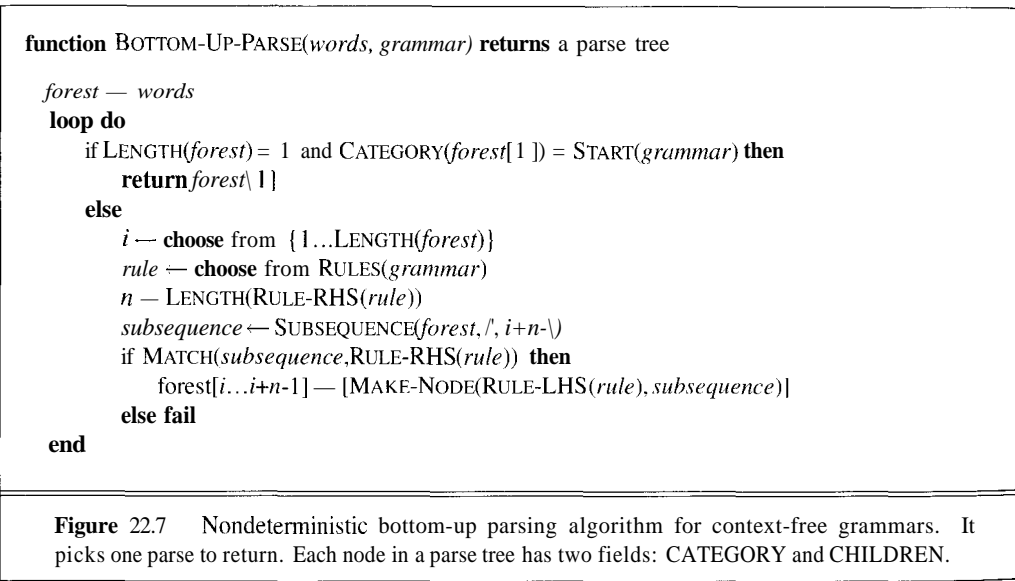 function BOTTOM-UP-PARSE(words, grammar) returns a parse tree
forest — words
loop do
if LENGTH(forest) = 1 and CATEGORY(forest[1 ]) = START(grammar) then
return forest\ 1]
else
i — choose from {1...LENGTH(forest)}
rule ← choose from RULES(grammar)
n — LENGTH(RULE-RHS(rule))
subsequence ← SUBSEQUENCE(forest, /', i+n-\)
if MATCH(subsequence,RULE-RHS(rule)) then
forest[i...i+n-1] — [MAKE-NODE(RULE-LHS(rule), subsequence)]
else fail
end
Figure 22.7 Nondeterministic bottom-up parsing algorithm for context-free grammars. It
picks one parse to return. Each node in a parse tree has two fields: CATEGORY and CHILDREN.